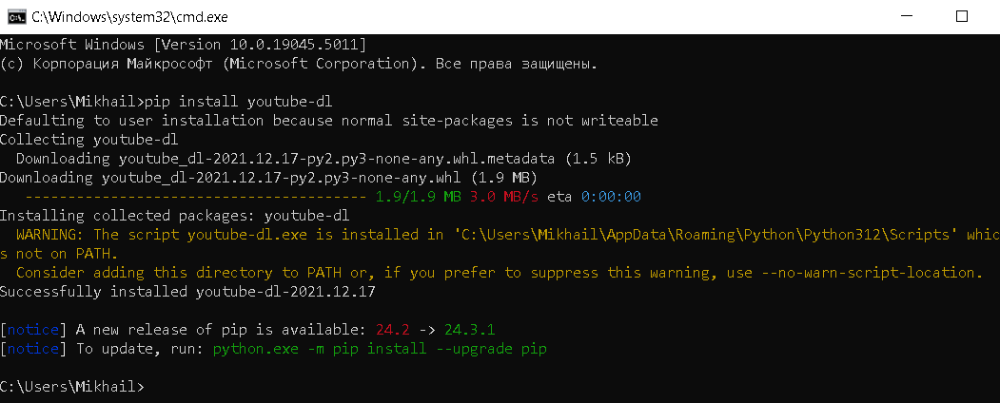 C:\Windows\system32\cmd.exe
Microsoft Windows [Version 10.0.19045.5011]
(c) Корпорация Майкрософт (Microsoft Corporation). Все права защищены.
C:\Users\Mikhail>pip install youtube-dl
Defaulting to user installation because normal site-packages is not writeable
Collecting youtube-dl
  Downloading youtube_dl-2021.12.17-py2.py3-none-any.whl.metadata (1.5 kB)
Downloading youtube_dl-2021.12.17-py2.py3-none-any.whl (1.9 MB)
   ---------------------------------------- 1.9/1.9 MB 3.0 MB/s eta 0:00:00
Installing collected packages: youtube-dl
  WARNING: The script youtube-dl.exe is installed in 'C:\Users\Mikhail\AppData\Roaming\Python\Python312\Scripts' whic
s not on PATH.
  Consider adding this directory to PATH or, if you prefer to suppress this warning, use --no-warn-script-location.
Successfully installed youtube-dl-2021.12.17
[notice] A new release of pip is available: 24.2 -> 24.3.1
[notice] To update, run: python.exe -m pip install --upgrade pip
C:\Users\Mikhail>